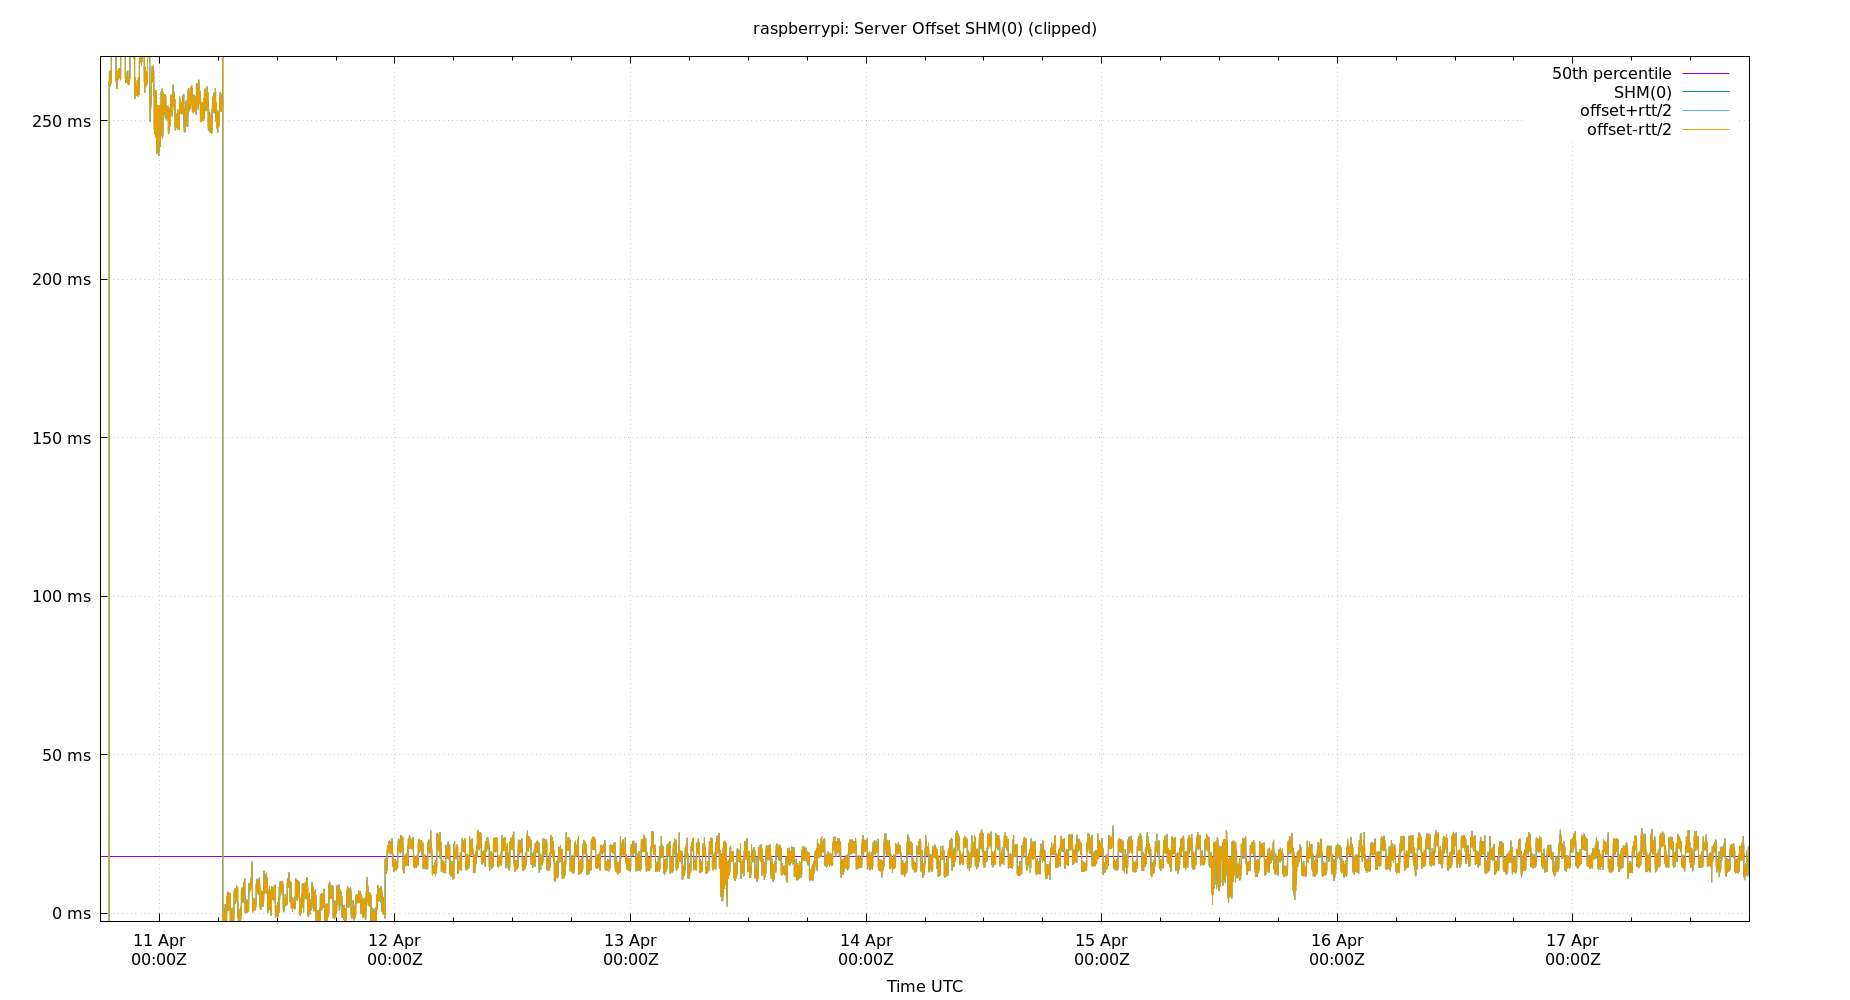 raspberrypi: Server Offset SHM(0) (clipped)
50th percentile
SHM(0)
offset+rtt/2
offset-rtt/2
250 ms
200 ms
150 ms
100 ms
50 ms
0 ms
11 Apr 12 Apr 13 Apr 14 Apr 15 Apr 16 Apr 17 Apr
00:00Z 00:00Z 00:00Z 00:00Z 00:00Z 00:00Z 00:00Z
Time UTC